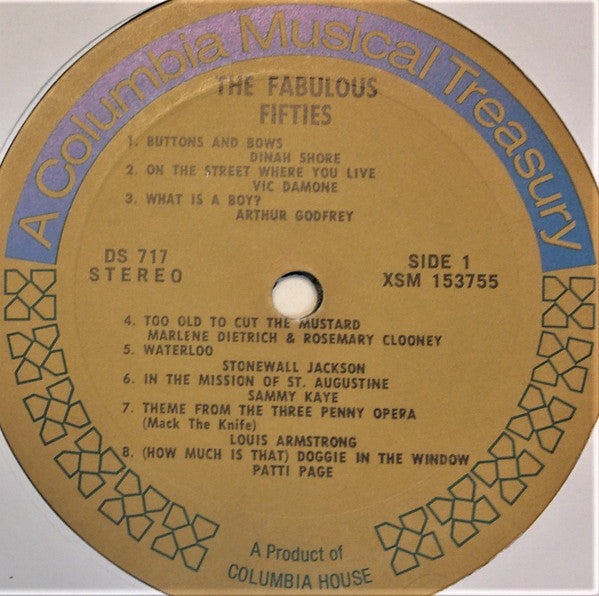 A Columbia Musical Treasury
THE FABULOUS
FIFTIES
1. BUTTONS AND BOWS
DINAH SHORE
2. ON THE STREET WHERE YOU LIVE
VIC DAMONE
3. WHAT IS A BOY?
ARTHUR GODFREY
DS 717
STEREO
SIDE 1
XSM 153755
4. TOO OLD TO CUT THE MUSTARD
MARLENE DIETRICH & ROSEMARY CLOONEY
5. WATERLOO
STONEWALL JACKSON
6. IN THE MISSION OF ST. AUGUSTINE
SAMMY KAYE
7. THEME FROM THE THREE PENNY OPERA
(Mack The Knife)
LOUIS ARMSTRONG
8. (HOW MUCH IS THAT) DOGGIE IN THE WINDOW
PATTI PAGE
A Product of
COLUMBIA HOUSE